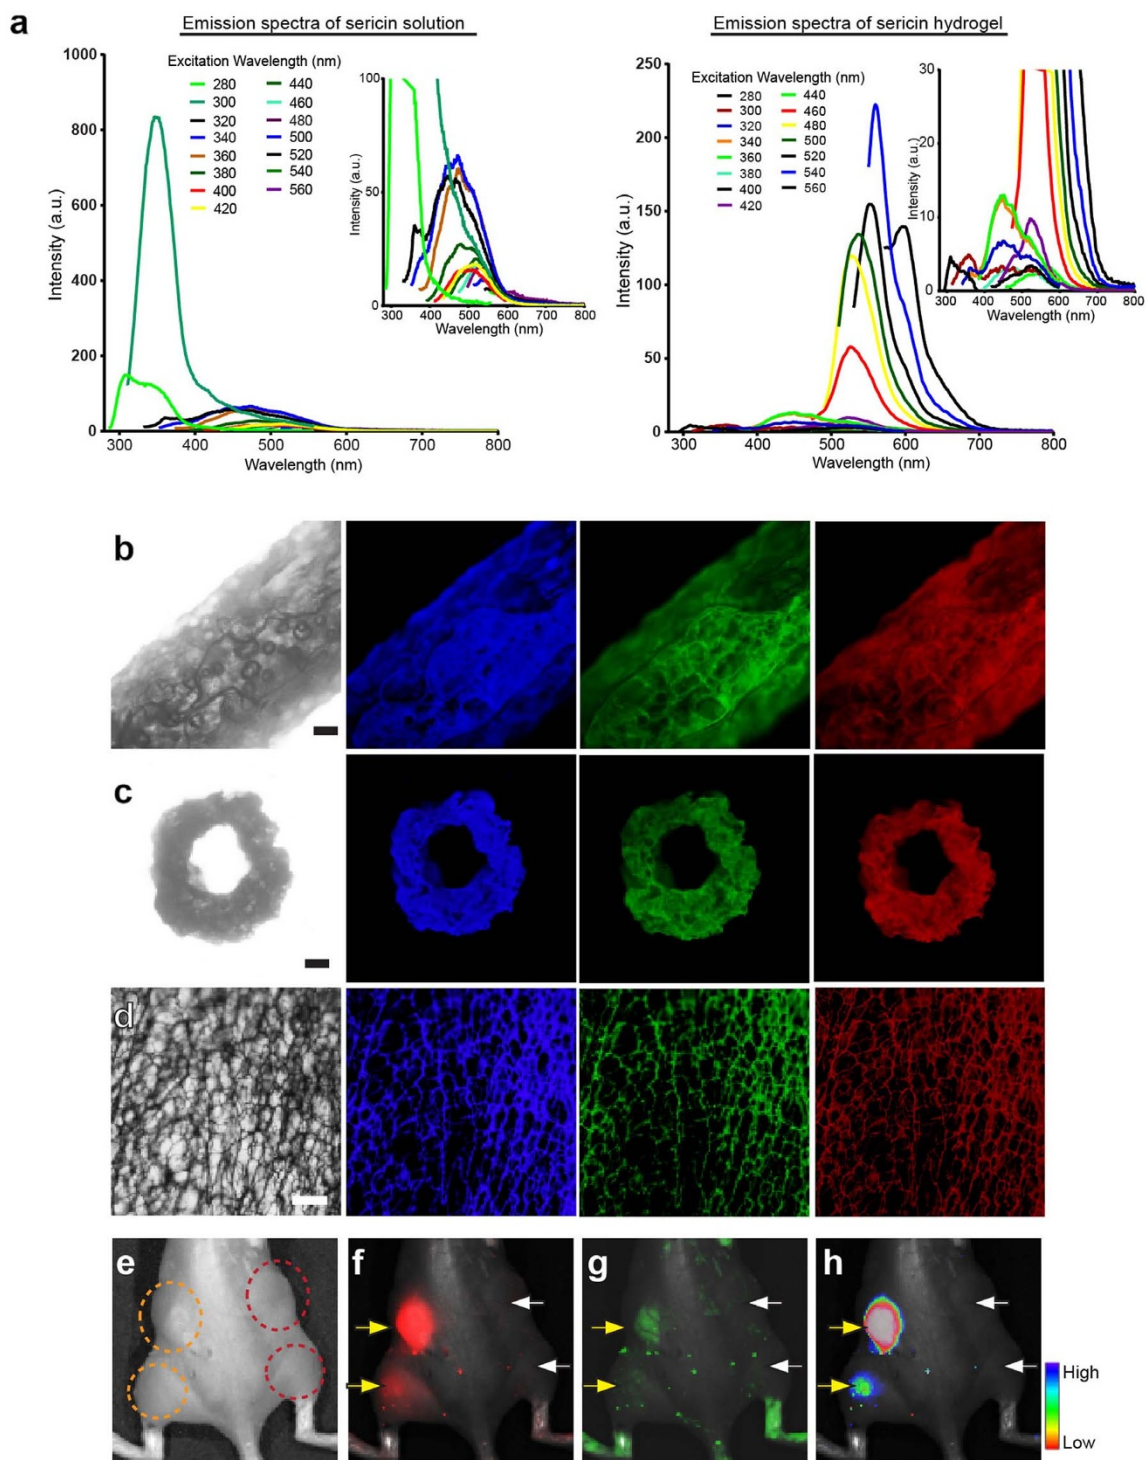 a
Emission spectra of sericin solution
Intensity (a.u.)
1000
800
600
400
200
0
300 400 500 600 700 800
Wavelength (nm)
Excitation Wavelength (nm)
280 440
300 460
320 480
340 500
360 520
380 540
400 560
420
Intensity (a.u.)
100
50
0
300 400 500 600 700 800
Wavelength (nm)
Emission spectra of sericin hydrogel
Intensity (a.u.)
250
200
150
100
50
0
300 400 500 600 700 800
Wavelength (nm)
Excitation Wavelength (nm)
280 440
300 460
320 480
340 500
360 520
380 540
400 560
420
Intensity (a.u.)
30
20
10
0
300 400 500 600 700 800
Wavelength (nm)
b
c
d
e
f
g
h
High
Low